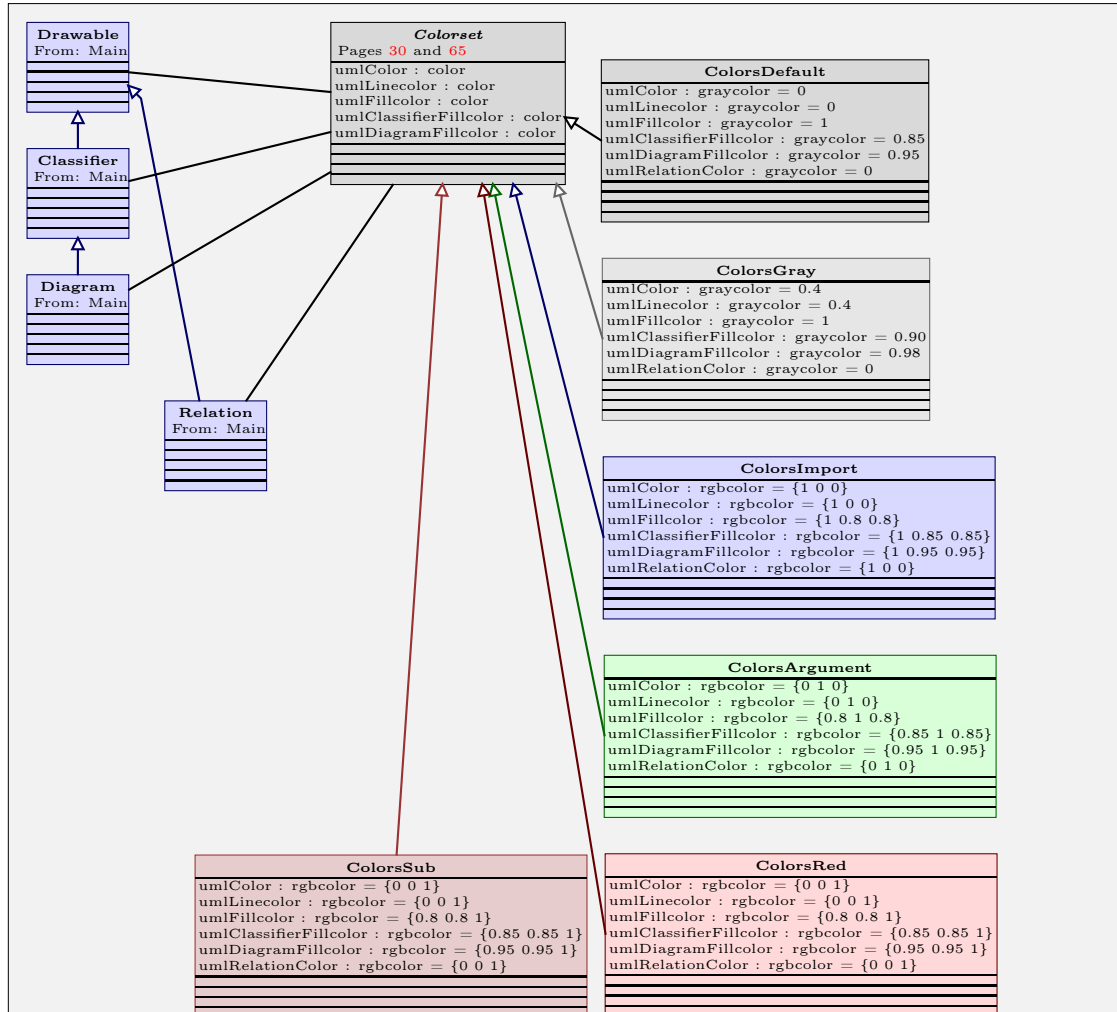 Drawable
From: Main
Classifier
From: Main
Diagram
From: Main
Relation
From: Main
Colorset
Pages 30 and 65
umlColor : color
umlLinecolor : color
umlFillcolor : color
umlClassifierFillcolor : color
umlDiagramFillcolor : color
ColorsDefault
umlColor : graycolor = 0
umlLinecolor : graycolor = 0
umlFillcolor : graycolor = 1
umlClassifierFillcolor : graycolor = 0.85
umlDiagramFillcolor : graycolor = 0.95
umlRelationColor : graycolor = 0
ColorsGray
umlColor : graycolor = 0.4
umlLinecolor : graycolor = 0.4
umlFillcolor : graycolor = 1
umlClassifierFillcolor : graycolor = 0.90
umlDiagramFillcolor : graycolor = 0.98
umlRelationColor : graycolor = 0
ColorsImport
umlColor : rgbcolor = {1 0 0}
umlLinecolor : rgbcolor = {1 0 0}
umlFillcolor : rgbcolor = {1 0.8 0.8}
umlClassifierFillcolor : rgbcolor = {1 0.85 0.85}
umlDiagramFillcolor : rgbcolor = {1 0.95 0.95}
umlRelationColor : rgbcolor = {1 0 0}
ColorsArgument
umlColor : rgbcolor = {0 1 0}
umlLinecolor : rgbcolor = {0 1 0}
umlFillcolor : rgbcolor = {0.8 1 0.8}
umlClassifierFillcolor : rgbcolor = {0.85 1 0.85}
umlDiagramFillcolor : rgbcolor = {0.95 1 0.95}
umlRelationColor : rgbcolor = {0 1 0}
ColorsSub
umlColor : rgbcolor = {0 0 1}
umlLinecolor : rgbcolor = {0 0 1}
umlFillcolor : rgbcolor = {0.8 0.8 1}
umlClassifierFillcolor : rgbcolor = {0.85 0.85 1}
umlDiagramFillcolor : rgbcolor = {0.95 0.95 1}
umlRelationColor : rgbcolor = {0 0 1}
ColorsRed
umlColor : rgbcolor = {0 0 1}
umlLinecolor : rgbcolor = {0 0 1}
umlFillcolor : rgbcolor = {0.8 0.8 1}
umlClassifierFillcolor : rgbcolor = {0.85 0.85 1}
umlDiagramFillcolor : rgbcolor = {0.95 0.95 1}
umlRelationColor : rgbcolor = {0 0 1}